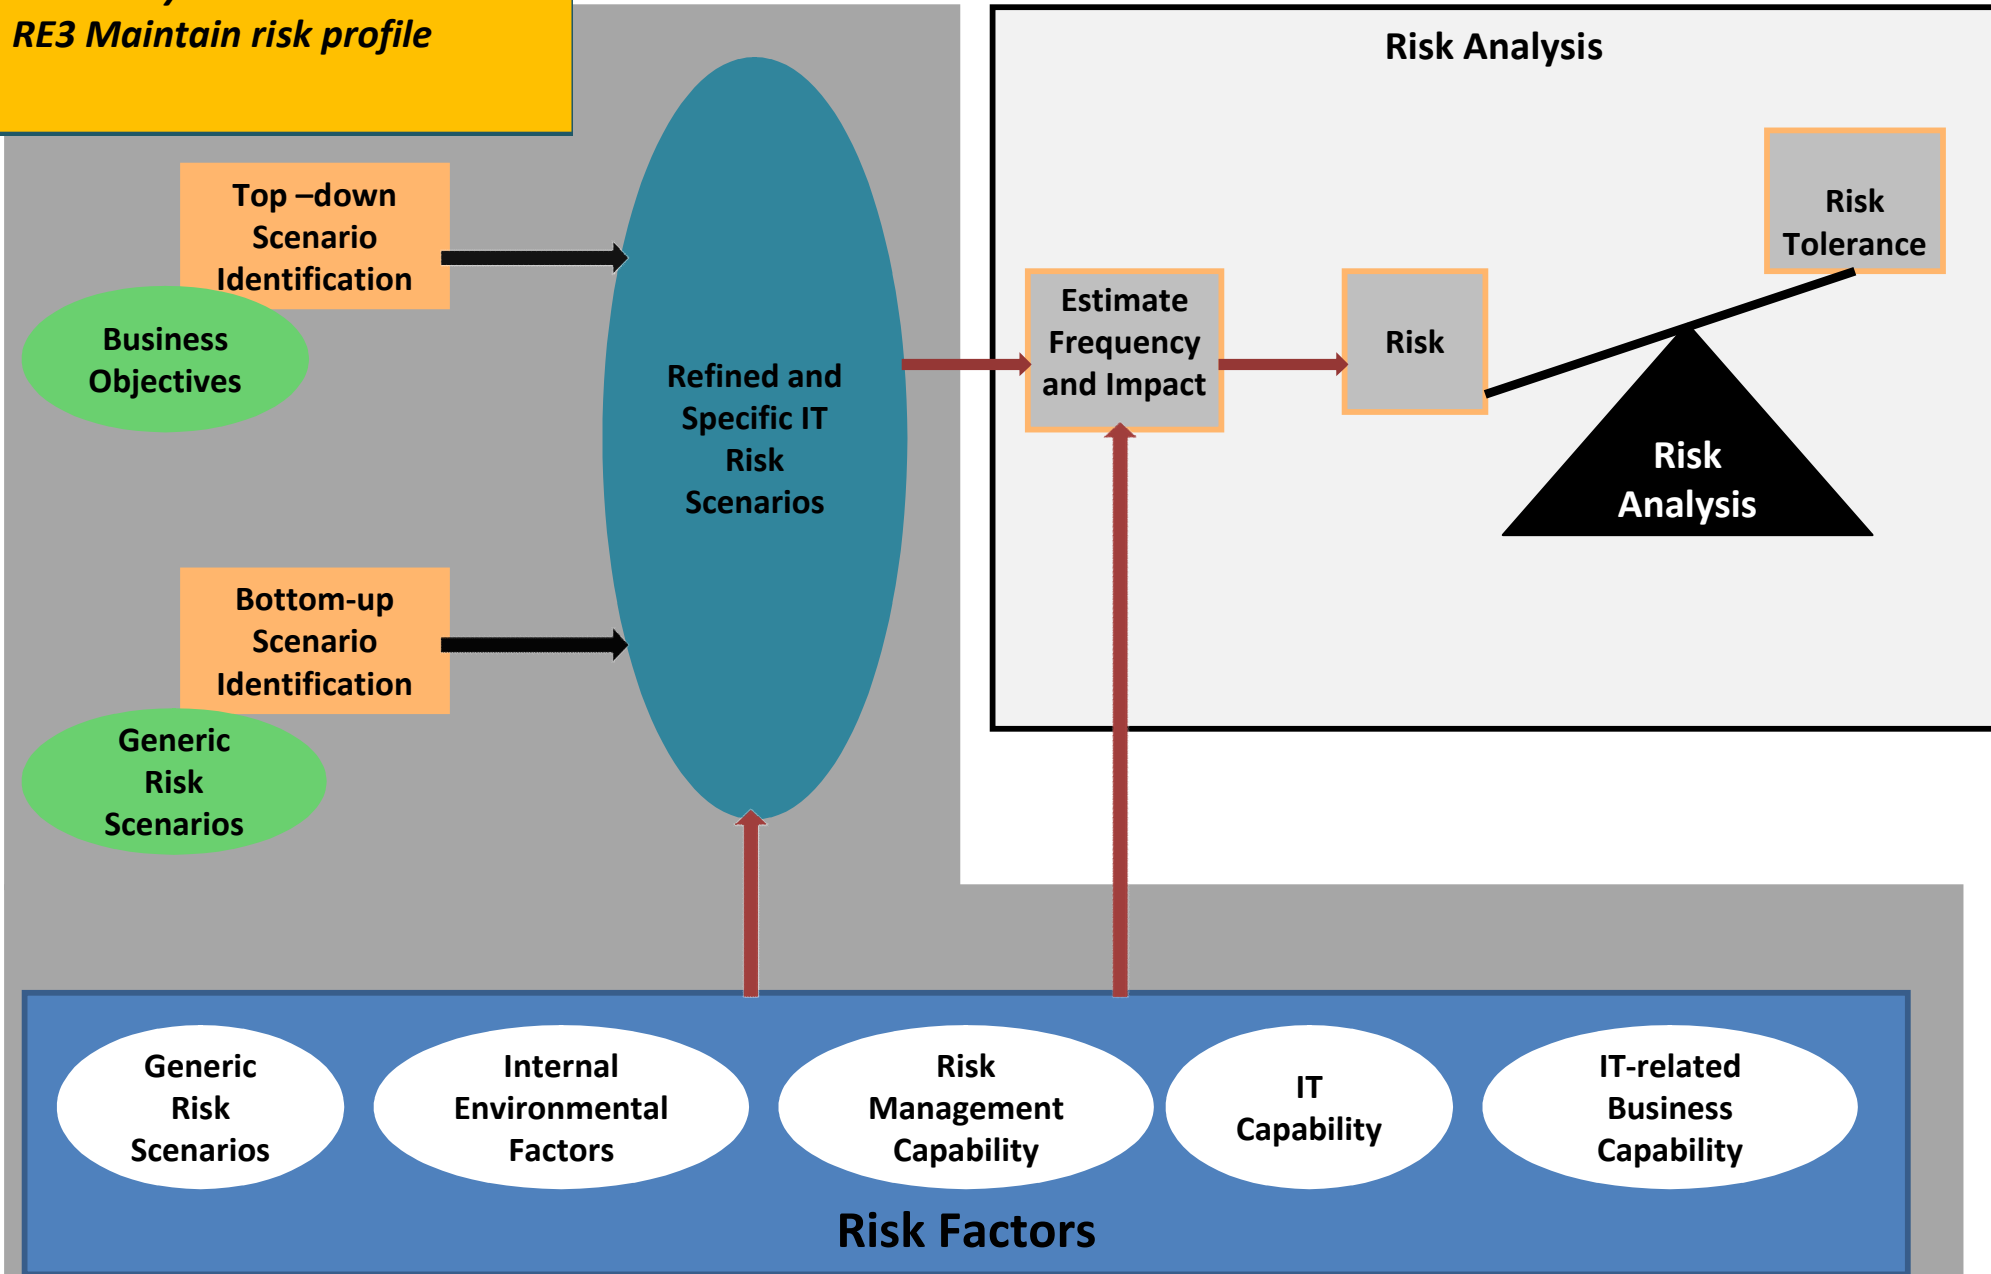 RE3 Maintain risk profile
Risk Analysis
Top –down
Scenario
Identification
Business
Objectives
Refined and
Specific IT
Risk
Scenarios
Estimate
Frequency
and Impact
Risk
Risk
Tolerance
Risk
Analysis
Bottom-up
Scenario
Identification
Generic
Risk
Scenarios
Generic
Risk
Scenarios
Internal
Environmental
Factors
Risk
Management
Capability
IT
Capability
IT-related
Business
Capability
Risk Factors